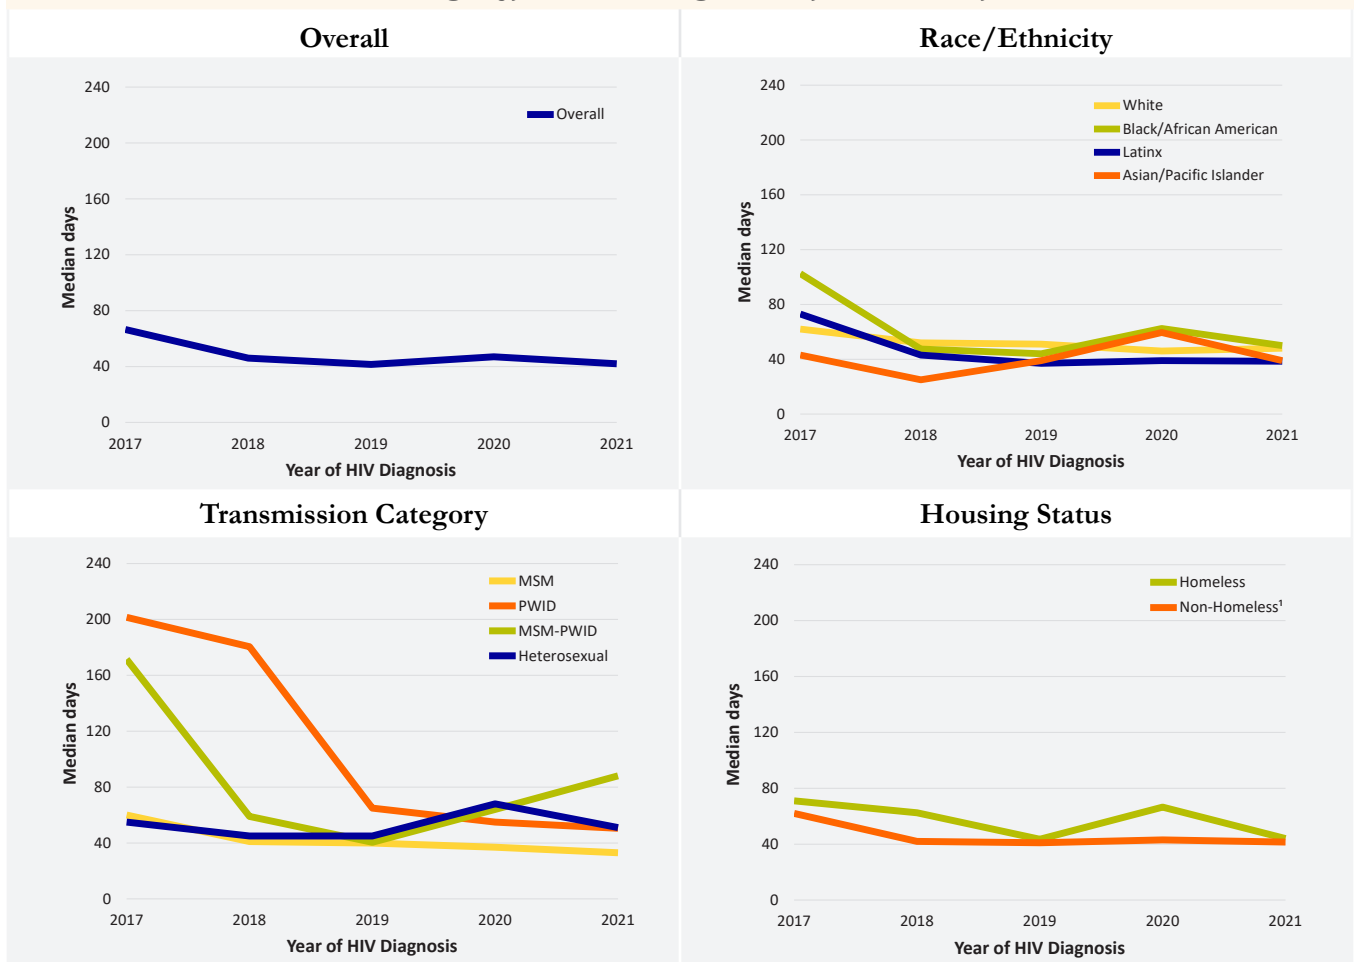 Overall
Race/Ethnicity
240
200
160
120
80
40
0
Median days
Overall
2017 2018 2019 2020 2021
Year of HIV Diagnosis
240
200
160
120
80
40
0
Median days
White
Black/African American
Latinx
Asian/Pacific Islander
2017 2018 2019 2020 2021
Year of HIV Diagnosis
Transmission Category
Housing Status
240
200
160
120
80
40
0
Median days
MSM
PWID
MSM-PWID
Heterosexual
2017 2018 2019 2020 2021
Year of HIV Diagnosis
240
200
160
120
80
40
0
Median days
Homeless
Non-Homeless¹
2017 2018 2019 2020 2021
Year of HIV Diagnosis